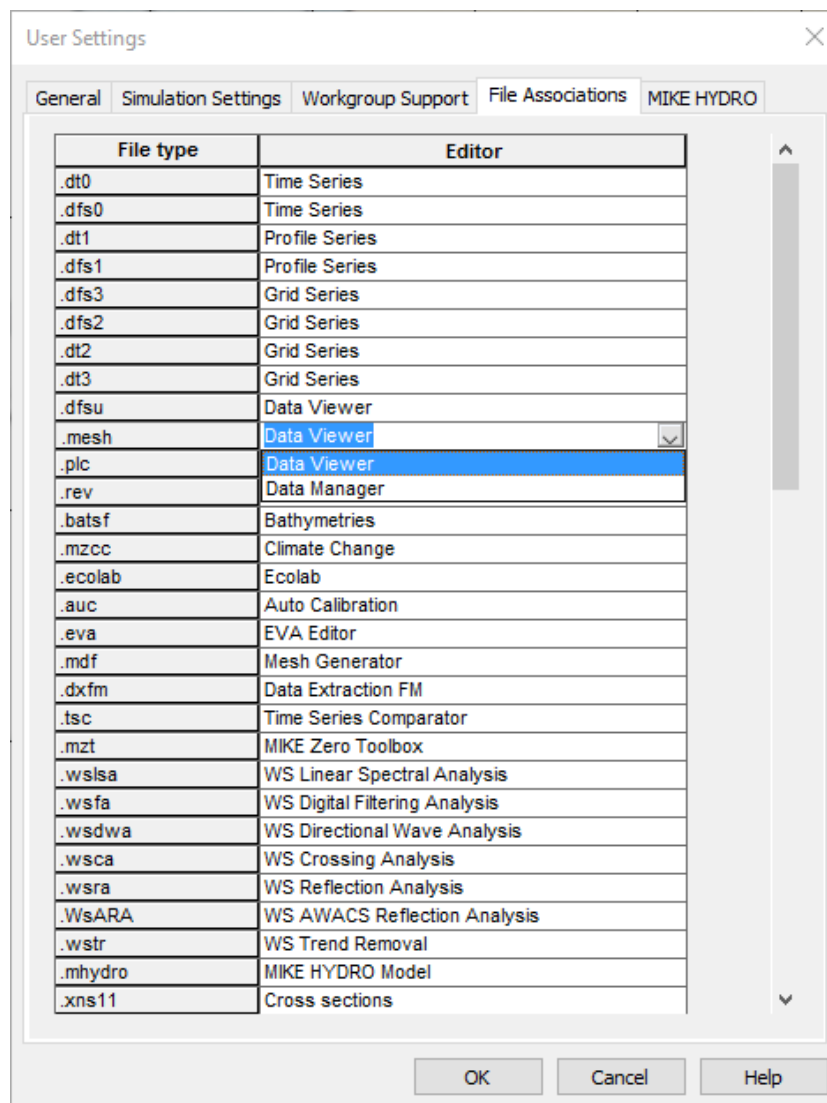 User Settings
General Simulation Settings Workgroup Support File Associations MIKE HYDRO
File type Editor
.dt0 Time Series
.dfs0 Time Series
.dt1 Profile Series
.dfs1 Profile Series
.dfs3 Grid Series
.dfs2 Grid Series
.dt2 Grid Series
.dt3 Grid Series
.dfsu Data Viewer
.mesh Data Viewer
.plc Data Viewer
.rev Data Manager
.batsf Bathymetries
.mzcc Climate Change
.ecolab Ecolab
.auc Auto Calibration
.eva EVA Editor
.mdf Mesh Generator
.dxfm Data Extraction FM
.tsc Time Series Comparator
.mzt MIKE Zero Toolbox
.wslsa WS Linear Spectral Analysis
.wsfa WS Digital Filtering Analysis
.wsdwa WS Directional Wave Analysis
.wsca WS Crossing Analysis
.wsra WS Reflection Analysis
.WsARA WS AWACS Reflection Analysis
.wstr WS Trend Removal
.mhydro MIKE HYDRO Model
.xns11 Cross sections
OK Cancel Help